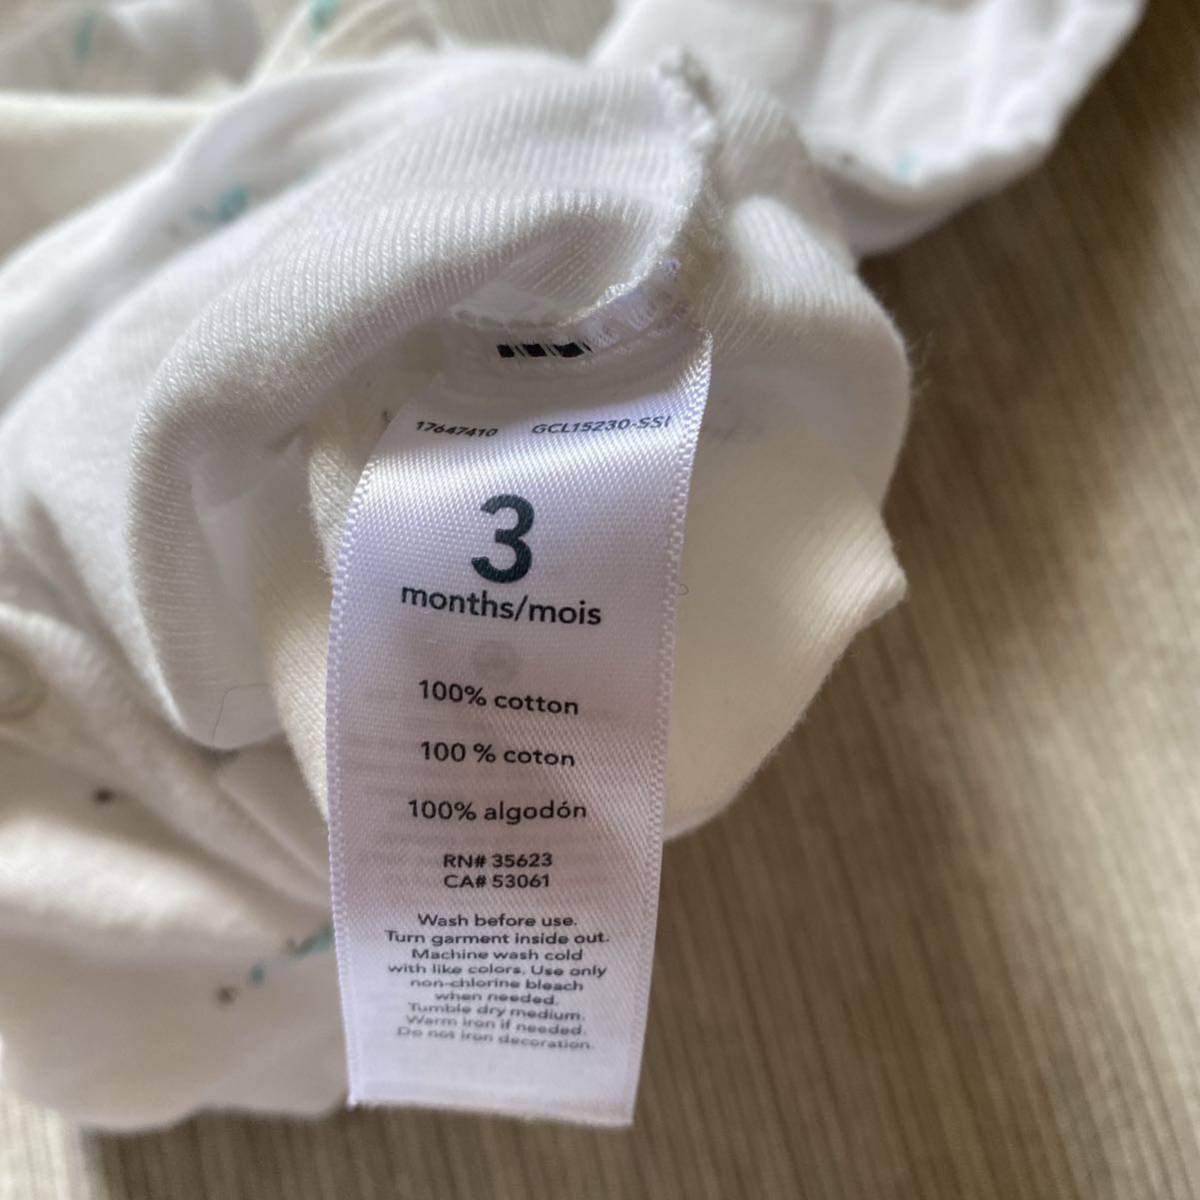 17647410 GCL15230-SS1
3
months/mois
100% cotton
100 % coton
100% algodón
RN# 35623
CA# 53061
Wash before use.
Turn garment inside out.
Machine wash cold
with like colors. Use only
non-chlorine bleach
when needed.
Tumble dry medium.
Warm iron if needed.
Do not iron decoration.